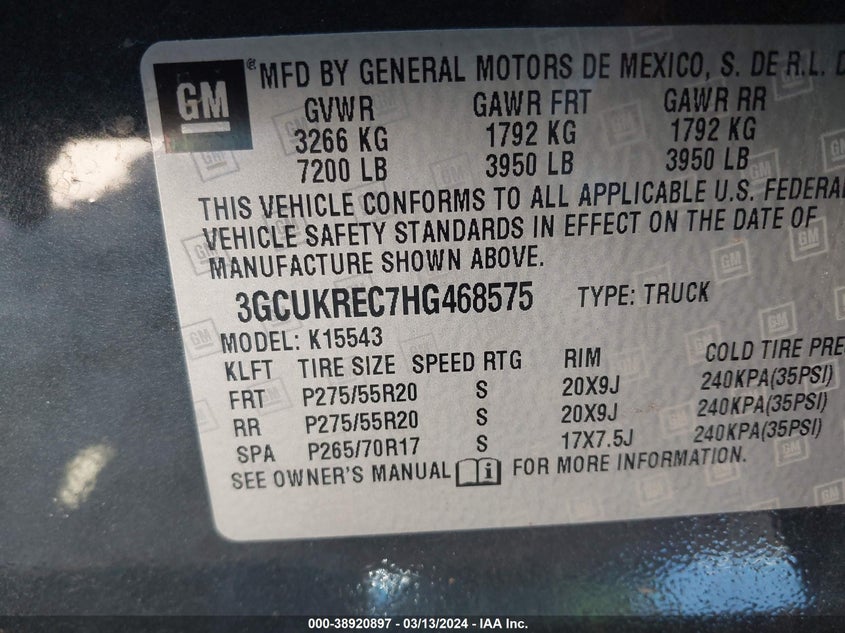 GM ® MFD BY GENERAL MOTORS DE MEXICO, S. DE R.L.
GVWR GAWR FRT GAWR RR
3266 KG 1792 KG 1792 KG
7200 LB 3950 LB 3950 LB
THIS VEHICLE CONFORMS TO ALL APPLICABLE U.S. FEDERAL
VEHICLE SAFETY STANDARDS IN EFFECT ON THE DATE OF
MANUFACTURE SHOWN ABOVE.
3GCUKREC7HG468575 TYPE: TRUCK
MODEL: K15543
KLFT TIRE SIZE SPEED RTG RIM COLD TIRE PRE
FRT P275/55R20 S 20X9J 240KPA(35PSI)
RR P275/55R20 S 20X9J 240KPA(35PSI)
SPA P265/70R17 S 17X7.5J 240KPA(35PSI)
SEE OWNER'S MANUAL FOR MORE INFORMATION.
000-38920897 - 03/13/2024 - IAA Inc.